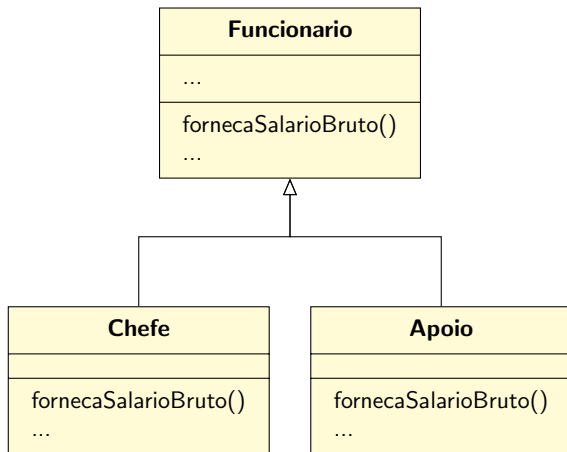 Funcionario
...
fornecaSalarioBruto()
...
Chefe
fornecaSalarioBruto()
...
Apoio
fornecaSalarioBruto()
...